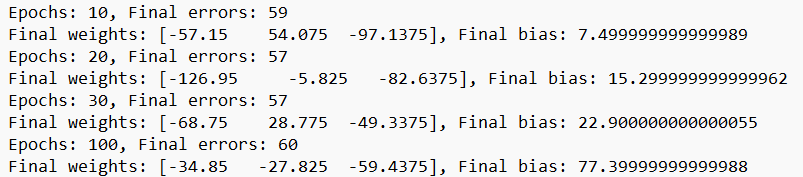 Epochs: 10, Final errors: 59
Final weights: [-57.15    54.075  -97.1375], Final bias: 7.499999999999989
Epochs: 20, Final errors: 57
Final weights: [-126.95     -5.825   -82.6375], Final bias: 15.299999999999962
Epochs: 30, Final errors: 57
Final weights: [-68.75    28.775  -49.3375], Final bias: 22.900000000000055
Epochs: 100, Final errors: 60
Final weights: [-34.85   -27.825  -59.4375], Final bias: 77.39999999999988